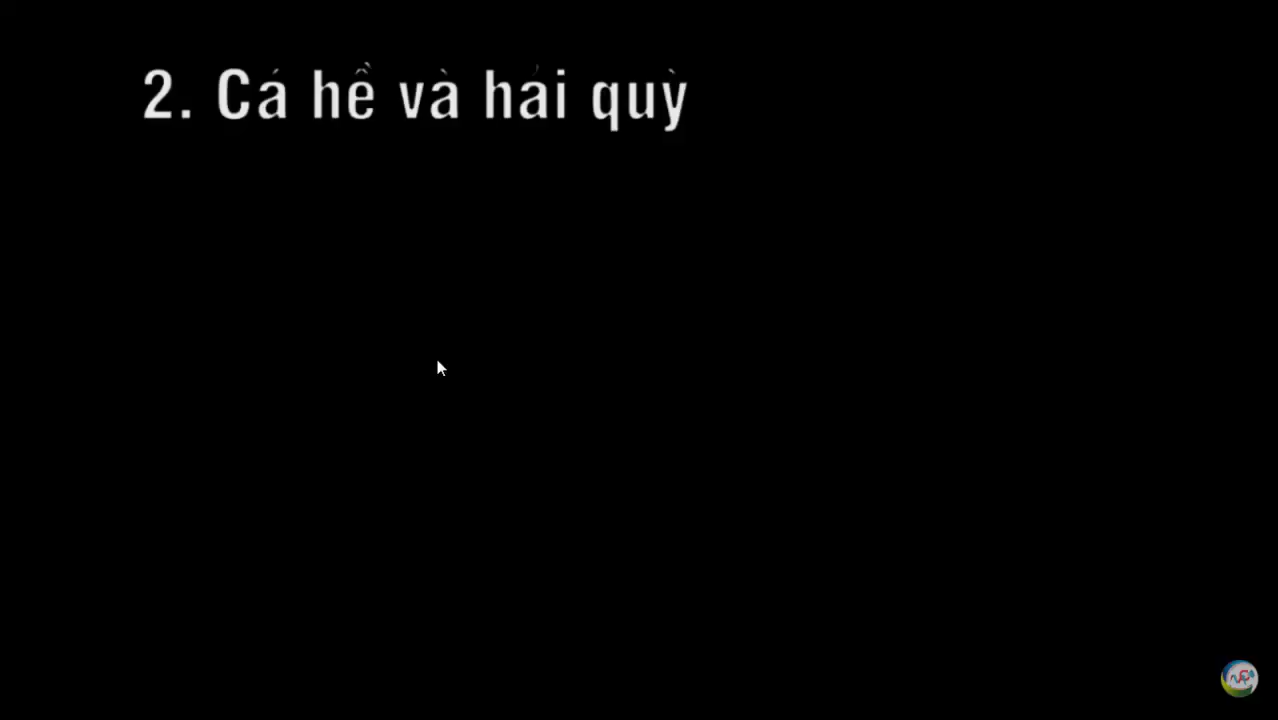 2. Cá hề và hải quỳ